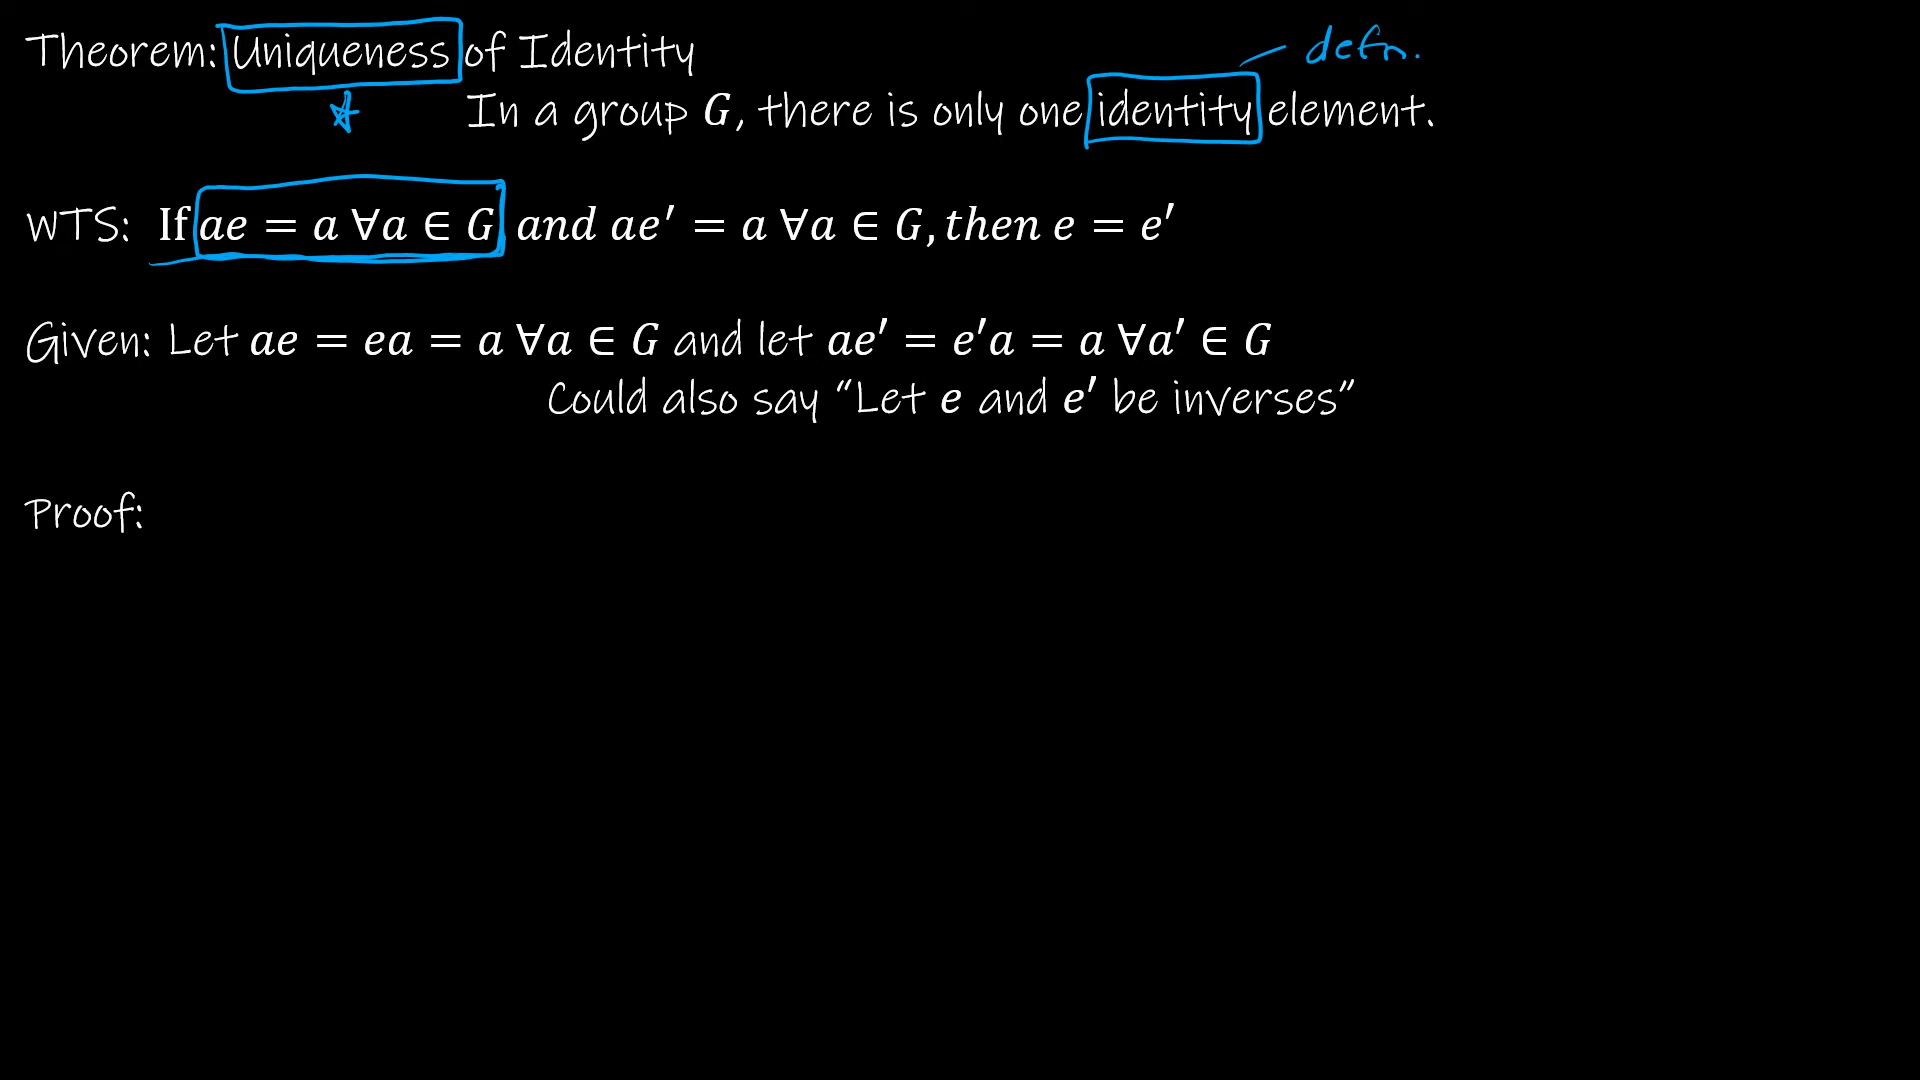 Theorem: Uniqueness of Identity
defn.
In a group G, there is only one identity element.
WTS: If ae = a ∀a ∈ G and ae′ = a ∀a ∈ G, then e = e′
Given: Let ae = ea = a ∀a ∈ G and let ae′ = e′a = a ∀a′ ∈ G
Could also say “Let e and e′ be inverses”
Proof: